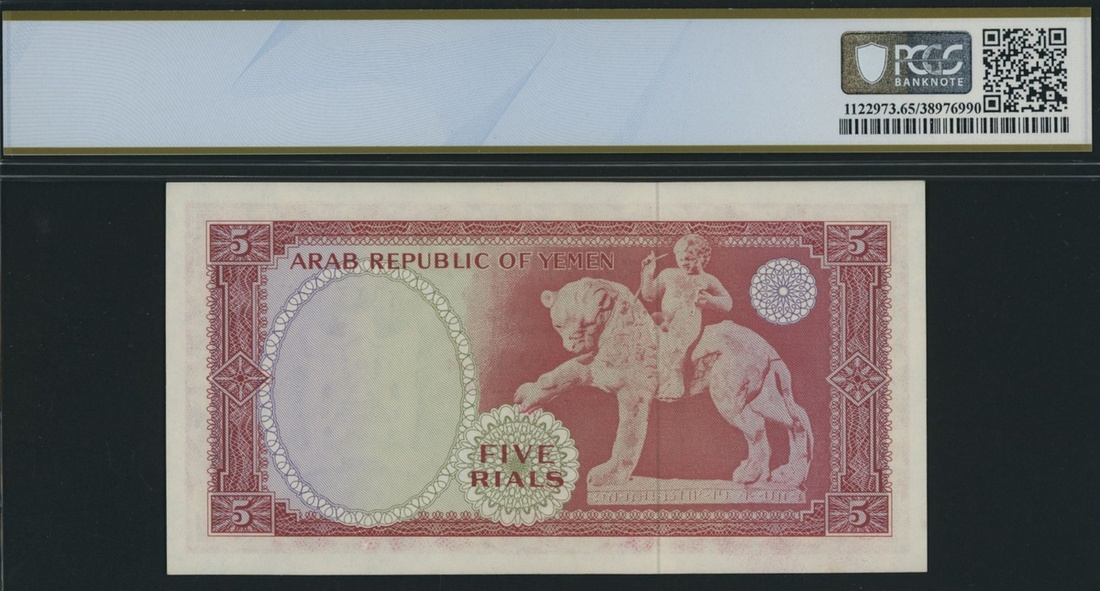 PCGS
BANKNOTE
1122973.65/38976990
5
5
ARAB REPUBLIC OF YEMEN
FIVE
RIALS
5
5